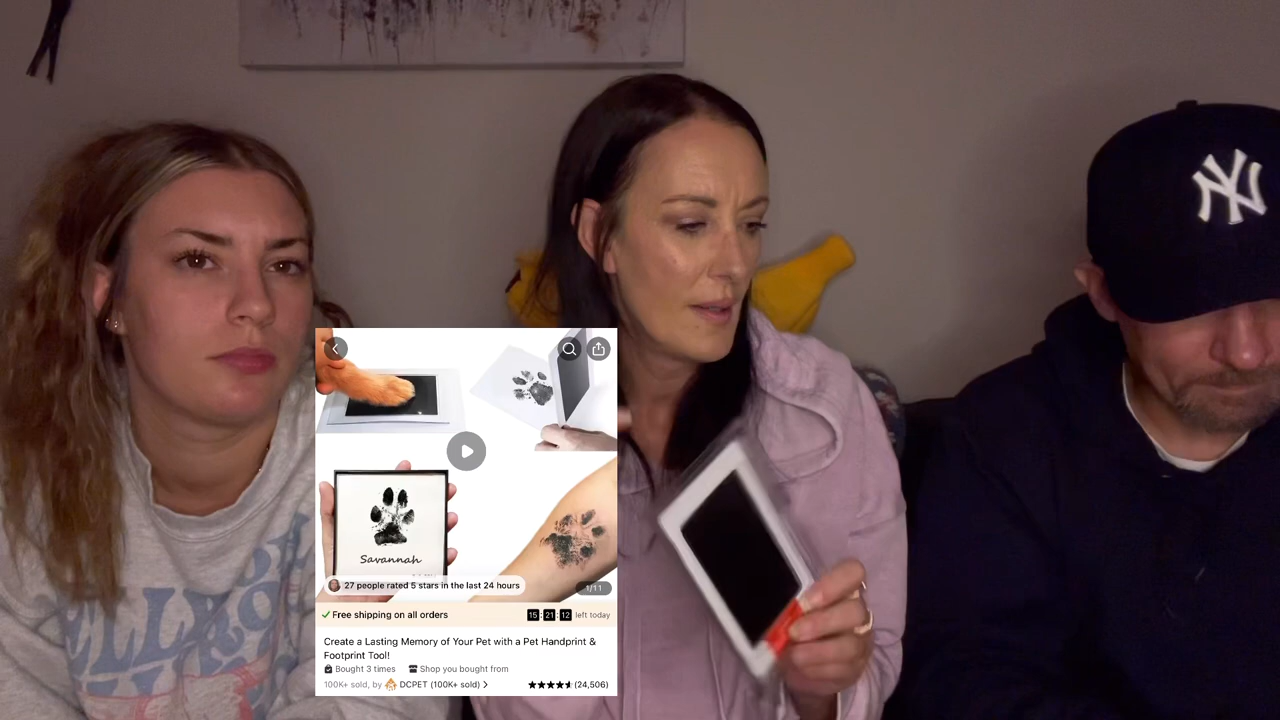 NY
Savannah
27 people rated 5 stars in the last 24 hours
1/11
Free shipping on all orders
15:21:12 left today
Create a Lasting Memory of Your Pet with a Pet Handprint &
Footprint Tool!
Bought 3 times Shop you bought from
100K+ sold, by DCPET (100K+ sold) (24,506)